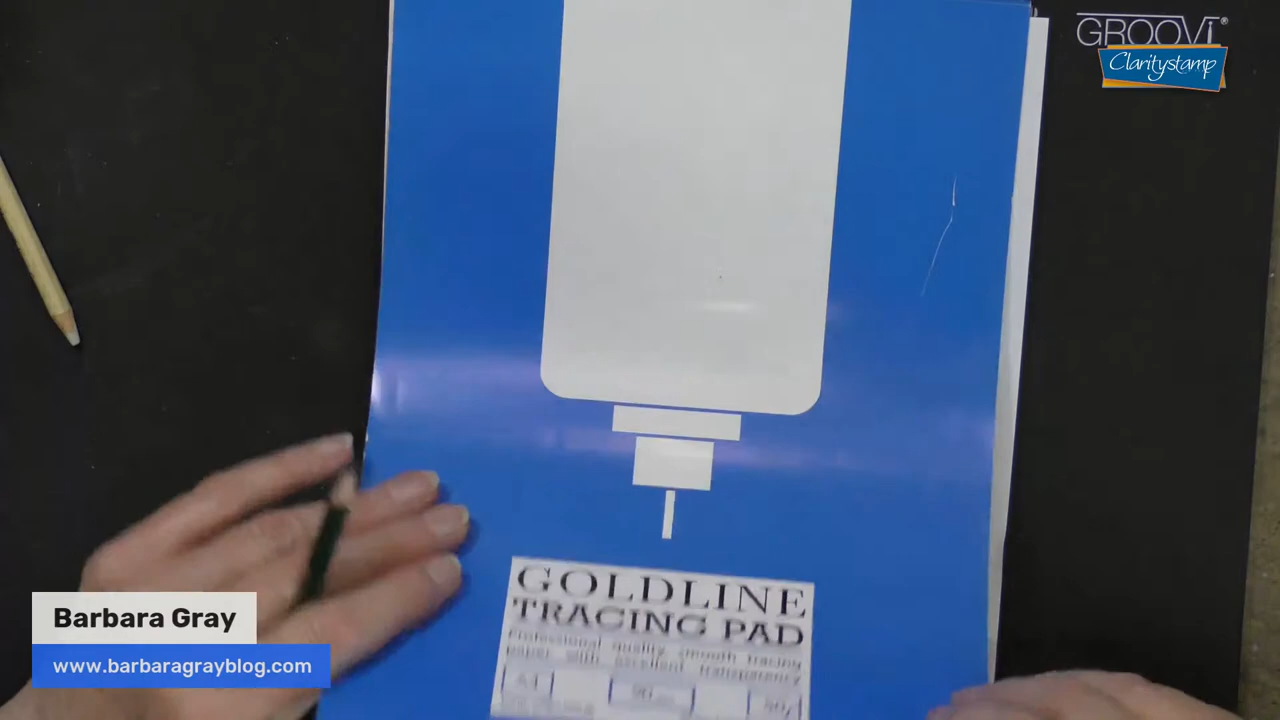 GROOVI®
Claritystamp
GOLDLINE
TRACING PAD
Professional quality, smooth tracing
paper with excellent transparency
Barbara Gray
www.barbaragrayblog.com